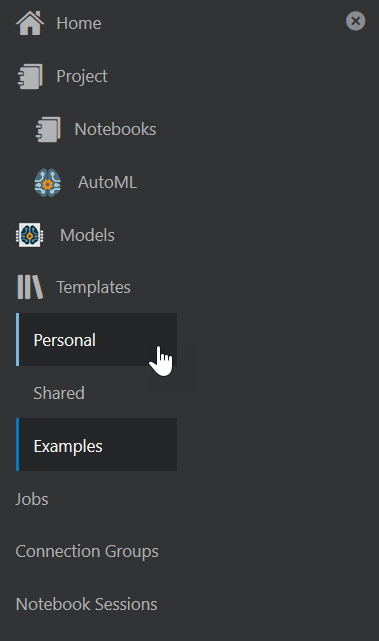 Home
Project
Notebooks
AutoML
Models
Templates
Personal
Shared
Examples
Jobs
Connection Groups
Notebook Sessions